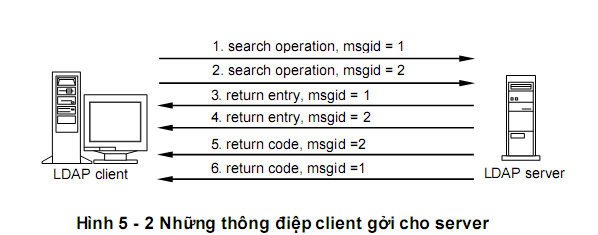 1. search operation, msgid = 1
2. search operation, msgid = 2
3. return entry, msgid = 1
4. return entry, msgid = 2
5. return code, msgid =2
6. return code, msgid =1
LDAP client
LDAP server
Hình 5 - 2 Những thông điệp client gởi cho server